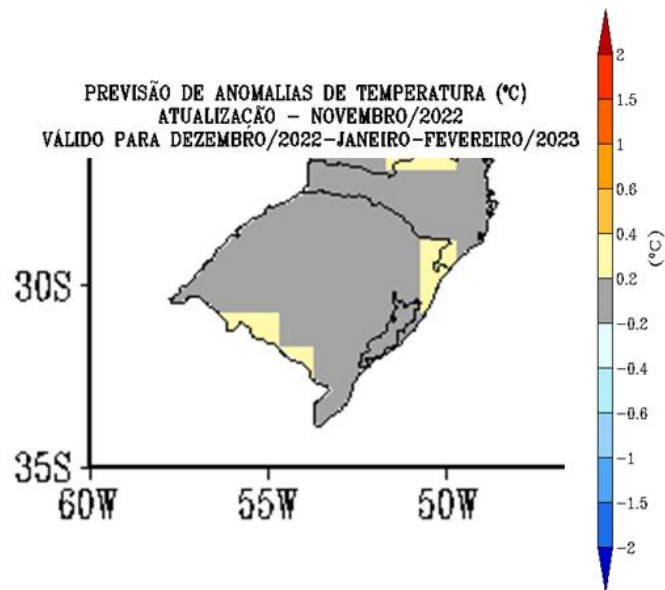 PREVISÃO DE ANOMALIAS DE TEMPERATURA (°C)
ATUALIZAÇÃO - NOVEMBRO/2022
VÁLIDO PARA DEZEMBRO/2022-JANEIRO-FEVEREIRO/2023
30S
35S
60W
55W
50W
2
1.5
1
0.6
0.4
0.2
-0.2
-0.4
-0.6
-1
-1.5
-2
(°C)